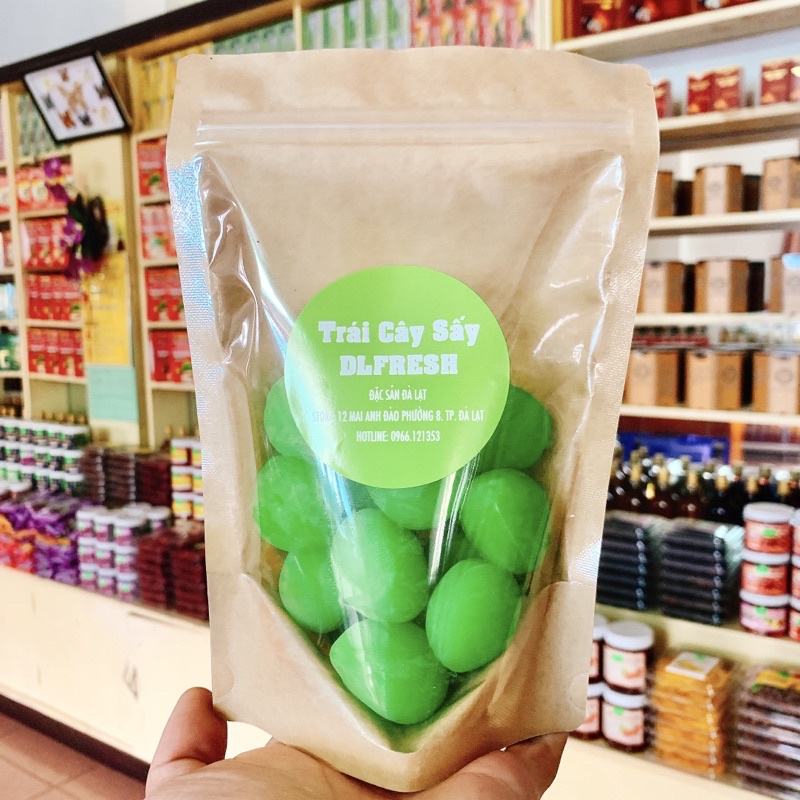 Trái Cây Sấy
DLFRESH
ĐẶC SẢN ĐÀ LẠT
12 MAI ANH ĐÀO PHƯỜNG 8. TP. ĐÀ LẠT
HOTLINE: 0966.121353